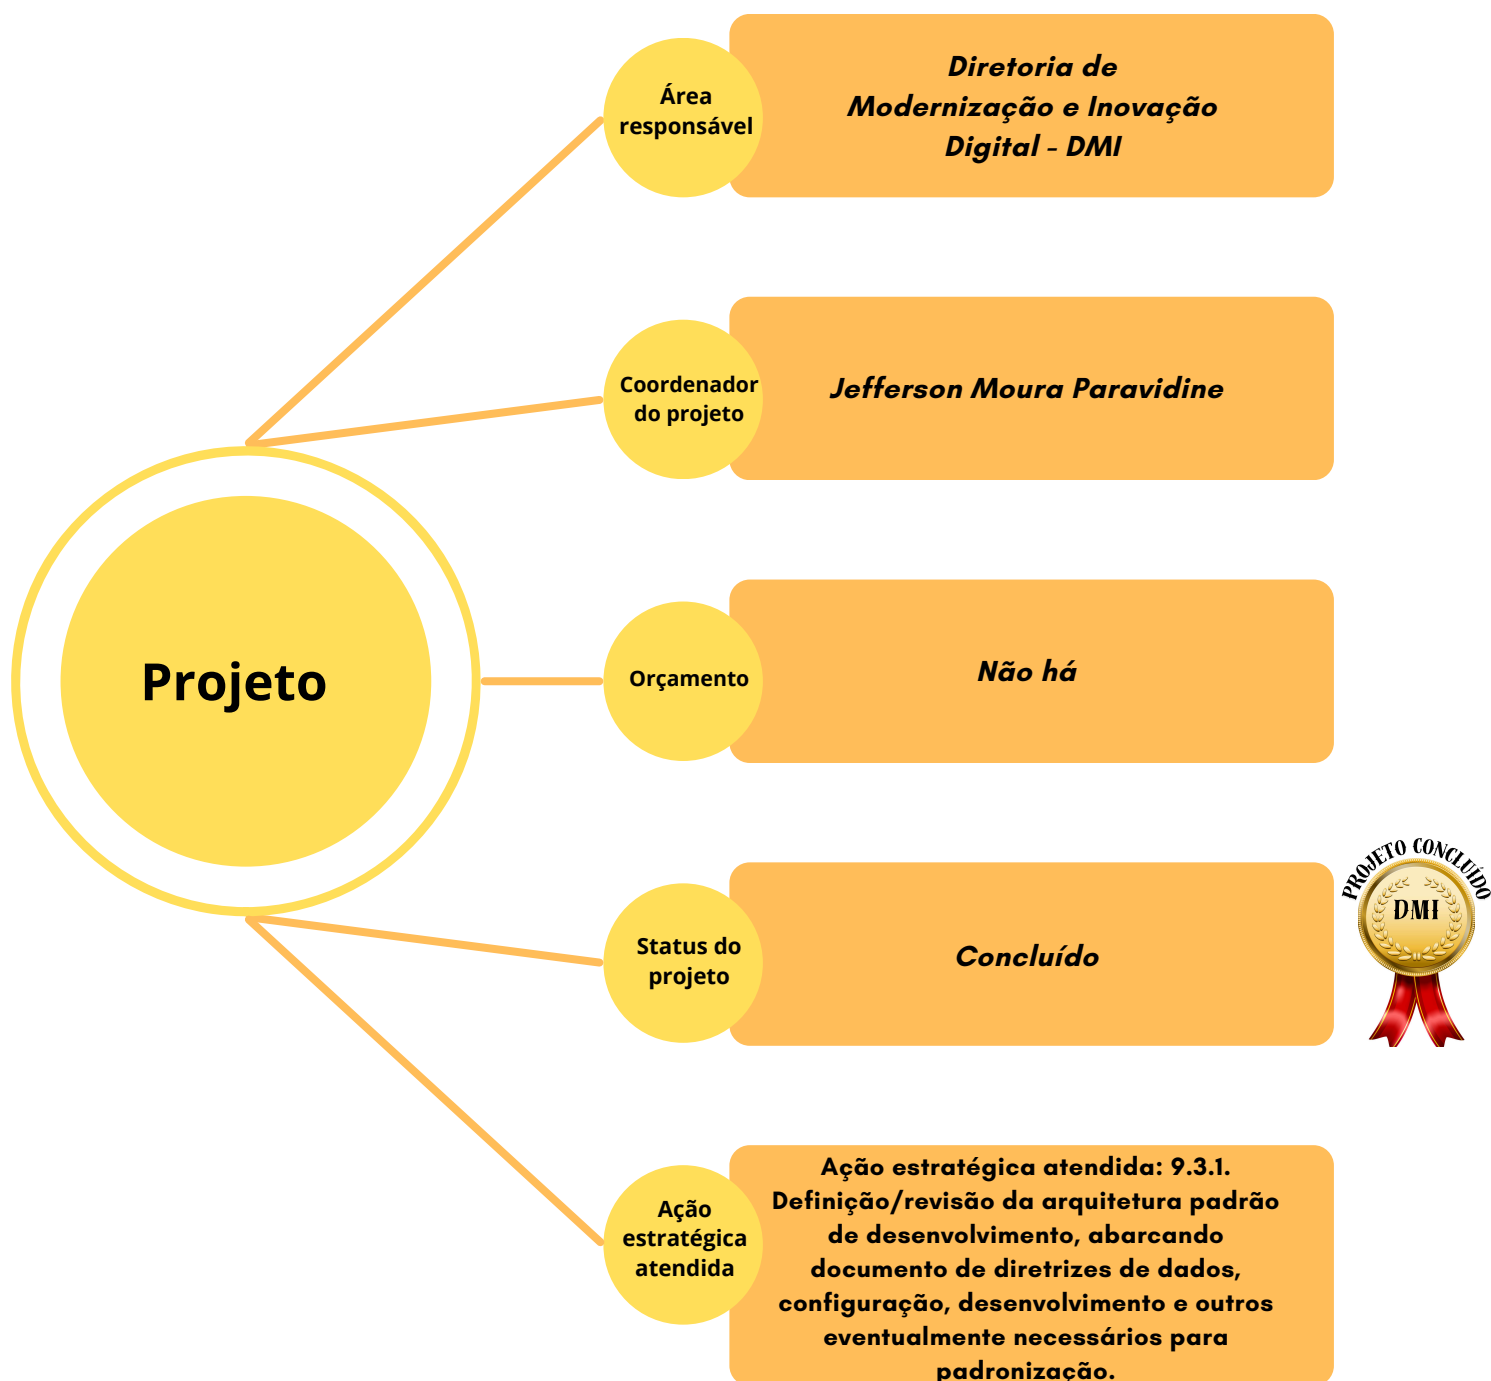 Área
responsável
Diretoria de
Modernização e Inovação
Digital - DMI
Coordenador
do projeto
Jefferson Moura Paravidine
Projeto
Orçamento
Não há
Status do
projeto
Concluído
PROJETO CONCLUÍDO
DMI
Ação
estratégica
atendida
Ação estratégica atendida: 9.3.1.
Definição/revisão da arquitetura padrão
de desenvolvimento, abarcando
documento de diretrizes de dados,
configuração, desenvolvimento e outros
eventualmente necessários para
padronização.